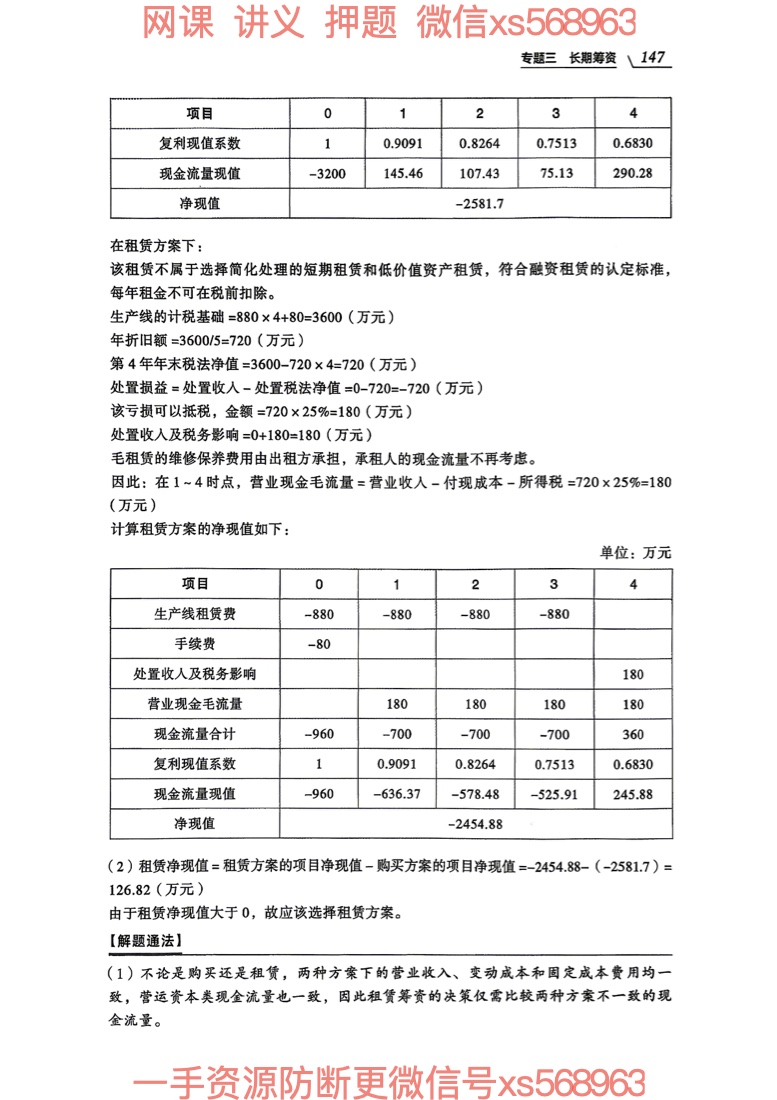 网课 讲义 押题 微信xs568963
专题三 长期筹资 147
项目 0 1 2 3 4
复利现值系数 1 0.9091 0.8264 0.7513 0.6830
现金流量现值 -3200 145.46 107.43 75.13 290.28
净现值 -2581.7
在租赁方案下：
该租赁不属于选择简化处理的短期租赁和低价值资产租赁，符合融资租赁的认定标准，
每年租金不可在税前扣除。
生产线的计税基础 =880×4+80=3600（万元）
年折旧额 =3600/5=720（万元）
第 4 年年末税法净值 =3600-720×4=720（万元）
处置损益 = 处置收入 - 处置税法净值 =0-720=-720（万元）
该亏损可以抵税，金额 =720×25%=180（万元）
处置收入及税务影响 =0+180=180（万元）
毛租赁的维修保养费用由出租方承担，承租人的现金流量不再考虑。
因此：在 1~4 时点，营业现金毛流量 = 营业收入 - 付现成本 - 所得税 =720×25%=180
（万元）
计算租赁方案的净现值如下：
单位：万元
项目 0 1 2 3 4
生产线租赁费 -880 -880 -880 -880
手续费 -80
处置收入及税务影响 180
营业现金毛流量 180 180 180 180
现金流量合计 -960 -700 -700 -700 360
复利现值系数 1 0.9091 0.8264 0.7513 0.6830
现金流量现值 -960 -636.37 -578.48 -525.91 245.88
净现值 -2454.88
（2）租赁净现值 = 租赁方案的项目净现值 - 购买方案的项目净现值 =-2454.88-（-2581.7）=
126.82（万元）
由于租赁净现值大于 0，故应该选择租赁方案。
【解题通法】
（1）不论是购买还是租赁，两种方案下的营业收入、变动成本和固定成本费用均一
致，营运资本类现金流量也一致，因此租赁筹资的决策仅需比较两种方案不一致的现
金流量。
一手资源防断更微信号xs568963